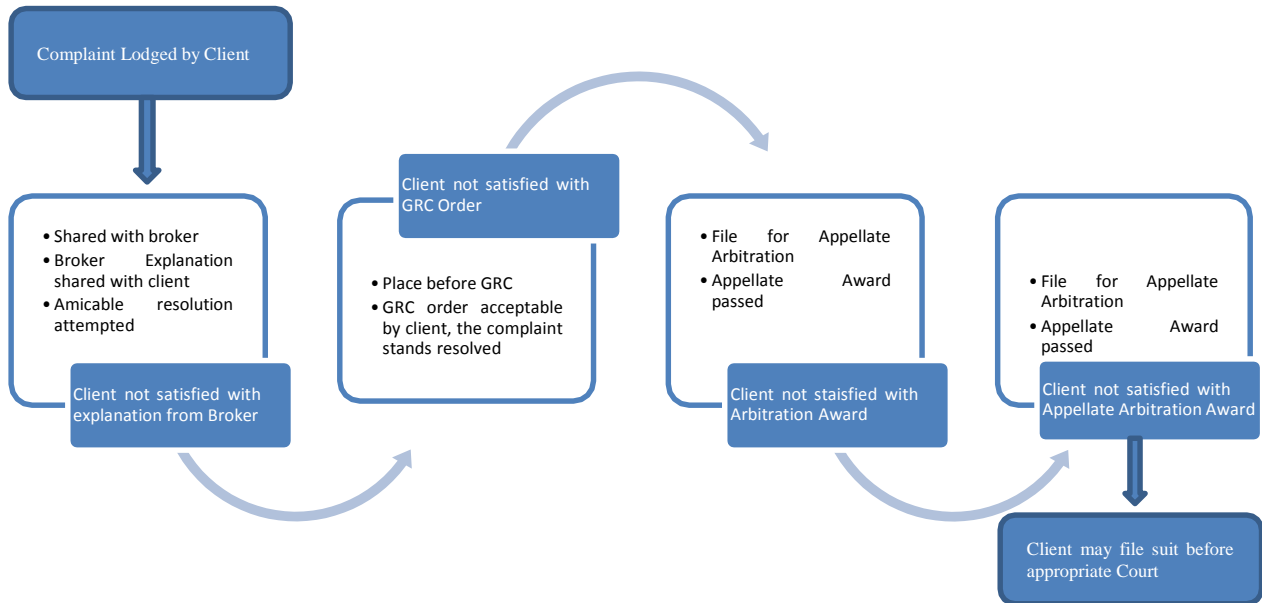 Complaint Lodged by Client
• Shared with broker
• Broker Explanation
shared with client
• Amicable resolution
attempted
Client not satisfied with
explanation from Broker
Client not satisfied with
GRC Order
• Place before GRC
• GRC order acceptable
by client, the complaint
stands resolved
• File for Appellate
Arbitration
• Appellate Award
passed
Client not staisfied with
Arbitration Award
• File for Appellate
Arbitration
• Appellate Award
passed
Client not satisfied with
Appellate Arbitration Award
Client may file suit before
appropriate Court